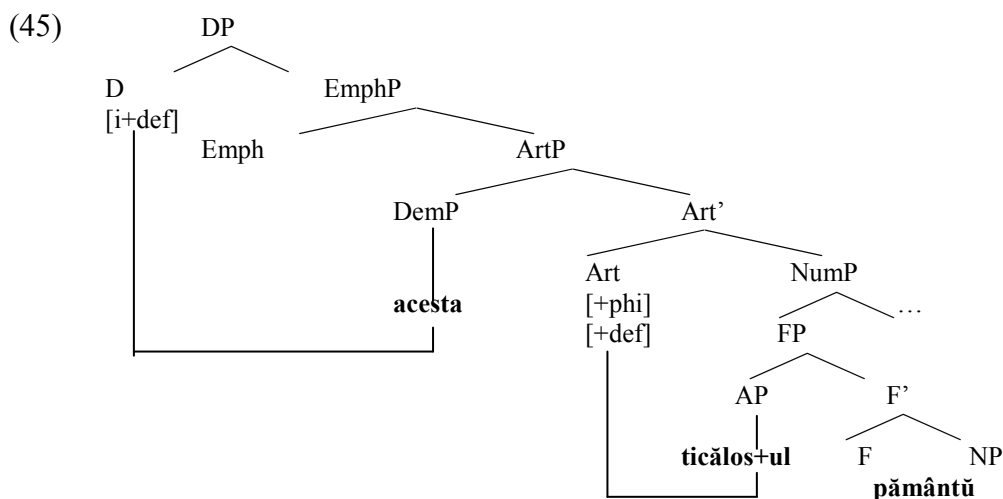 (45) DP
D EmphP
[i+def]
Emph ArtP
DemP Art’
Art NumP
acesta [+phi] …
[+def] FP
AP F’
ticălos+ul F NP
pământŭ